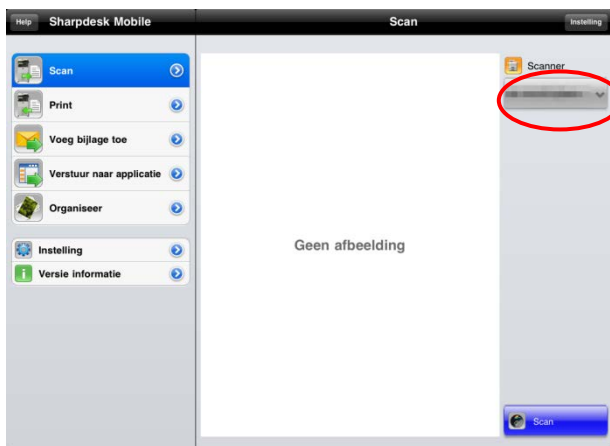 Help Sharpdesk Mobile Scan Instelling
Scan
Scanner
Print
Voeg bijlage toe
Verstuur naar applicatie
Organiseer
Geen afbeelding
Instelling
Versie informatie
Scan